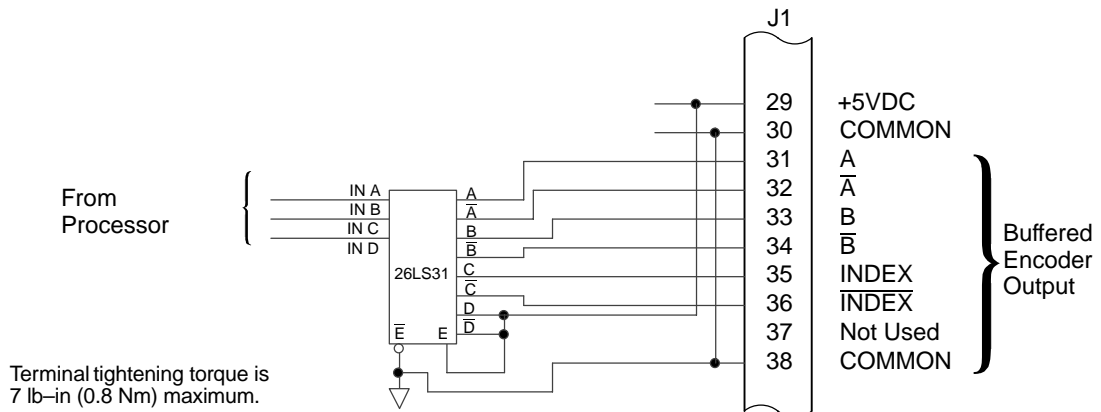 J1
29 +5VDC
30 COMMON
31 A
32 A̅
33 B
34 B̅
35 INDEX
36 I̅N̅D̅E̅X̅
37 Not Used
38 COMMON
From
Processor
IN A
IN B
IN C
IN D
26LS31
A
A̅
B
B̅
C
C̅
D
D̅
E̅ E
Buffered
Encoder
Output
Terminal tightening torque is
7 lb–in (0.8 Nm) maximum.